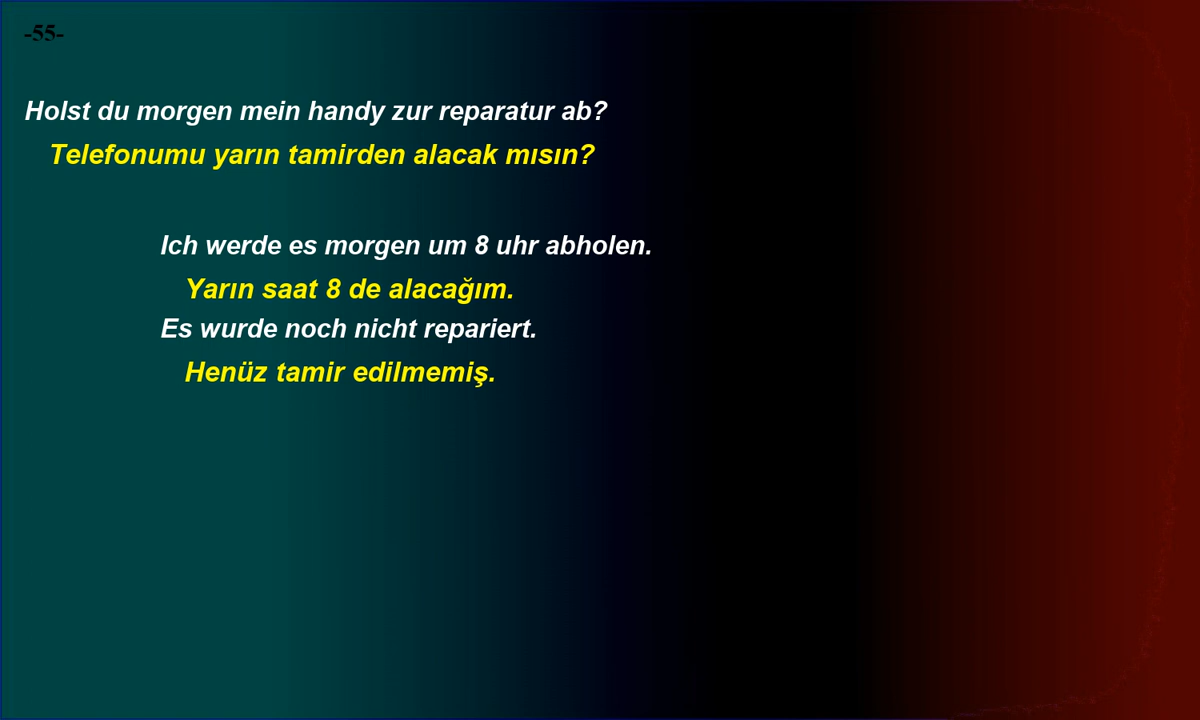 -55-
Holst du morgen mein handy zur reparatur ab?
Telefonumu yarın tamirden alacak mısın?
Ich werde es morgen um 8 uhr abholen.
Yarın saat 8 de alacağım.
Es wurde noch nicht repariert.
Henüz tamir edilmemiş.